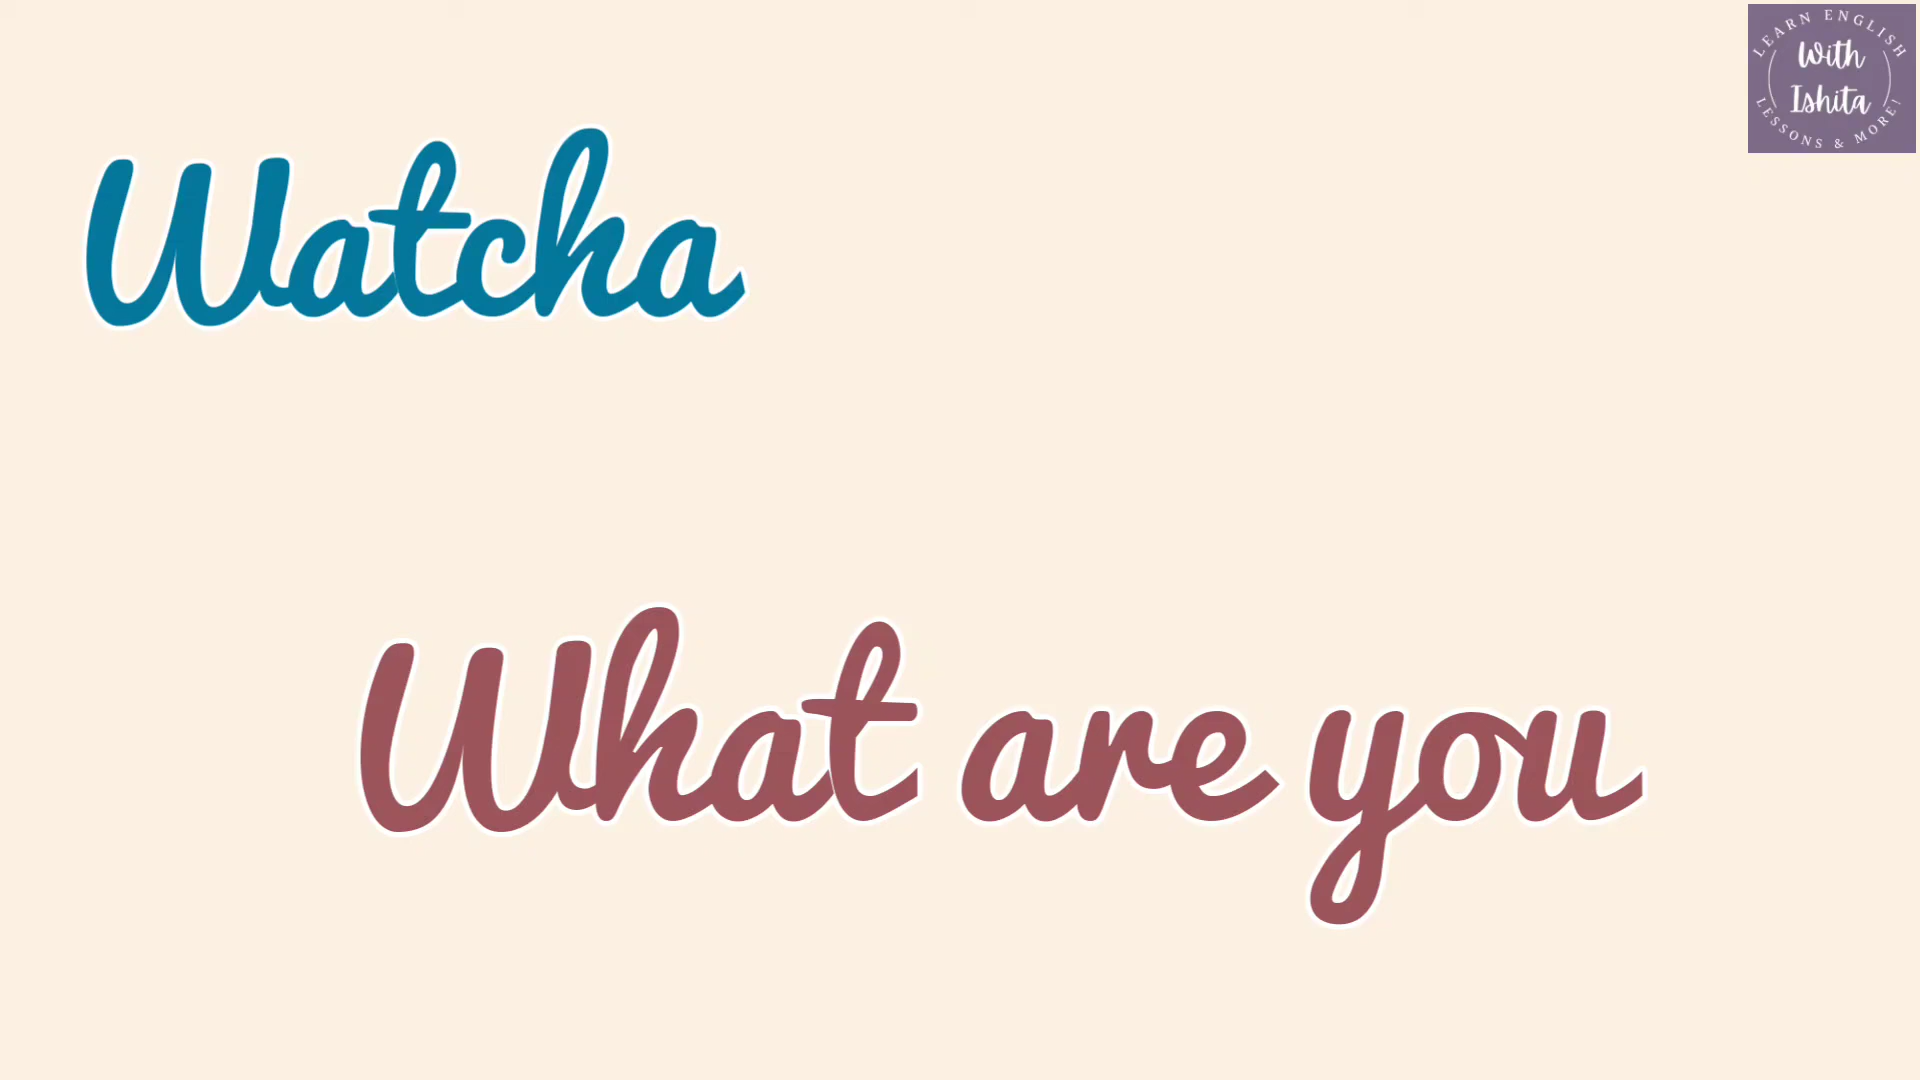 LEARN ENGLISH
With
Ishita
LESSONS & MORE!
Watcha
What are you